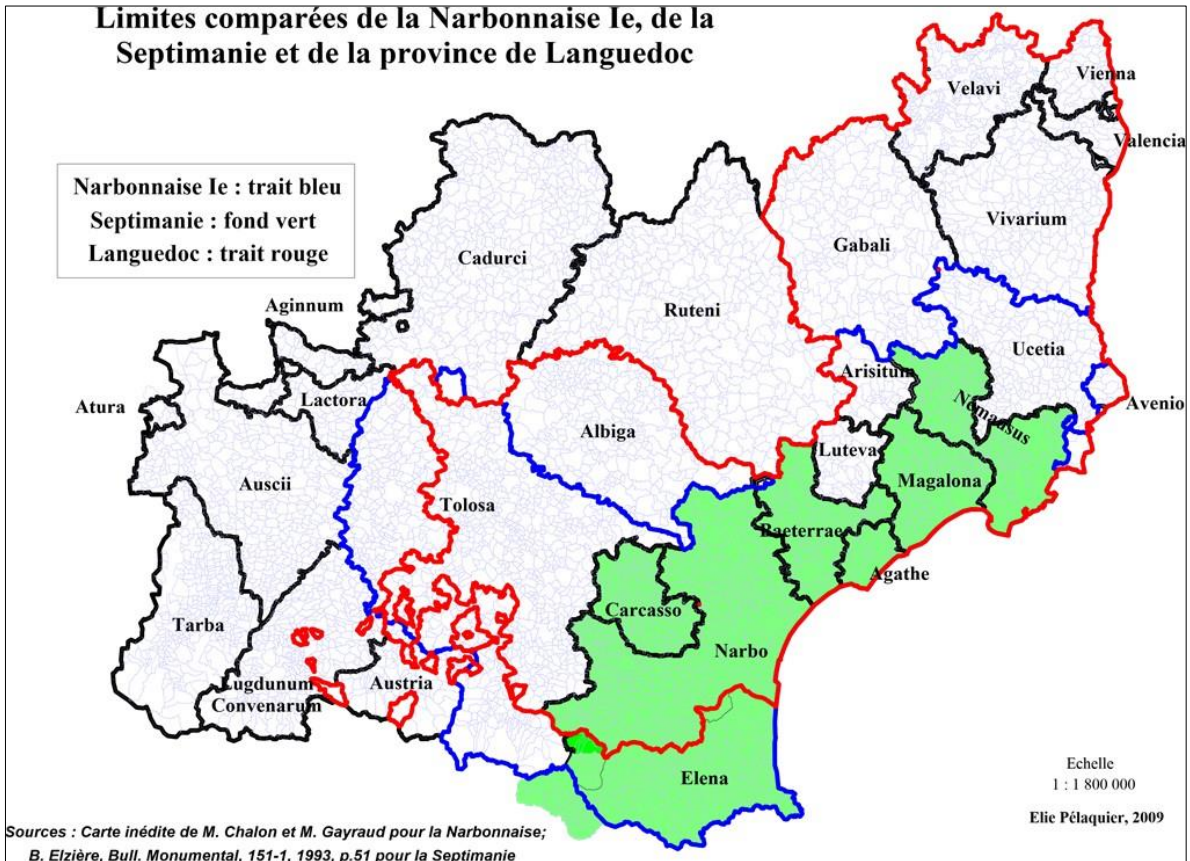 Limites comparées de la Narbonnaise Ie, de la
Septimanie et de la province de Languedoc
Narbonnaise Ie : trait bleu
Septimanie : fond vert
Languedoc : trait rouge
Velavi
Vienna
Valencia
Vivarium
Gabali
Cadurci
Ruteni
Aginnum
Ucetia
Arisitum
Lactora
Atura
Avenio
Nemausus
Albiga
Luteva
Auscii
Magalona
Tolosa
Baeterrae
Agathe
Carcasso
Tarba
Narbo
Lugdunum
Convenarum
Austria
Elena
Echelle
1 : 1 800 000
Elie Pélaquier, 2009
Sources : Carte inédite de M. Chalon et M. Gayraud pour la Narbonnaise;
B. Elzière, Bull. Monumental, 151-1, 1993, p.51 pour la Septimanie